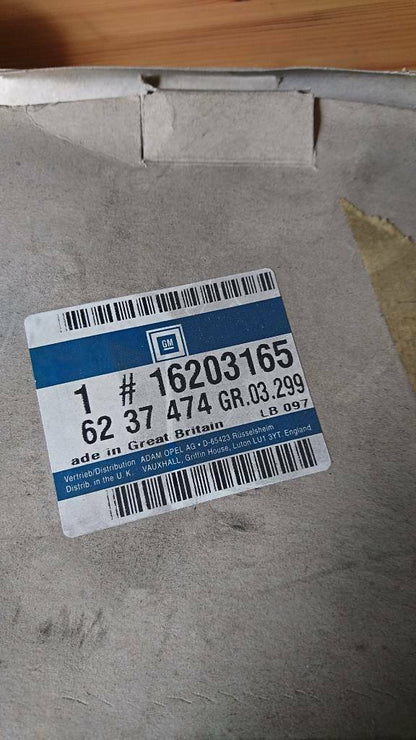 GM
1 # 16203165
62 37 474 GR.03.299
ade in Great Britain LB 097
Vertrieb/Distribution ADAM OPEL AG • D-65423 Rüsselsheim
Distrib. in the U. K. VAUXHALL, Griffin House, Luton LU1 3YT England